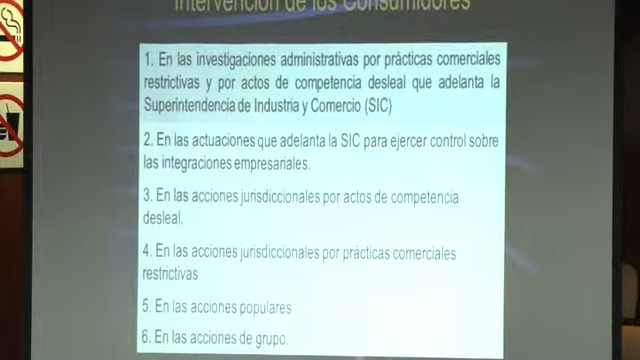 Intervención de los Consumidores
1. En las investigaciones administrativas por prácticas comerciales
restrictivas y por actos de competencia desleal que adelanta la
Superintendencia de Industria y Comercio (SIC)
2. En las actuaciones que adelanta la SIC para ejercer control sobre
las integraciones empresariales.
3. En las acciones jurisdiccionales por actos de competencia
desleal.
4. En las acciones jurisdiccionales por prácticas comerciales
restrictivas
5. En las acciones populares
6. En las acciones de grupo.